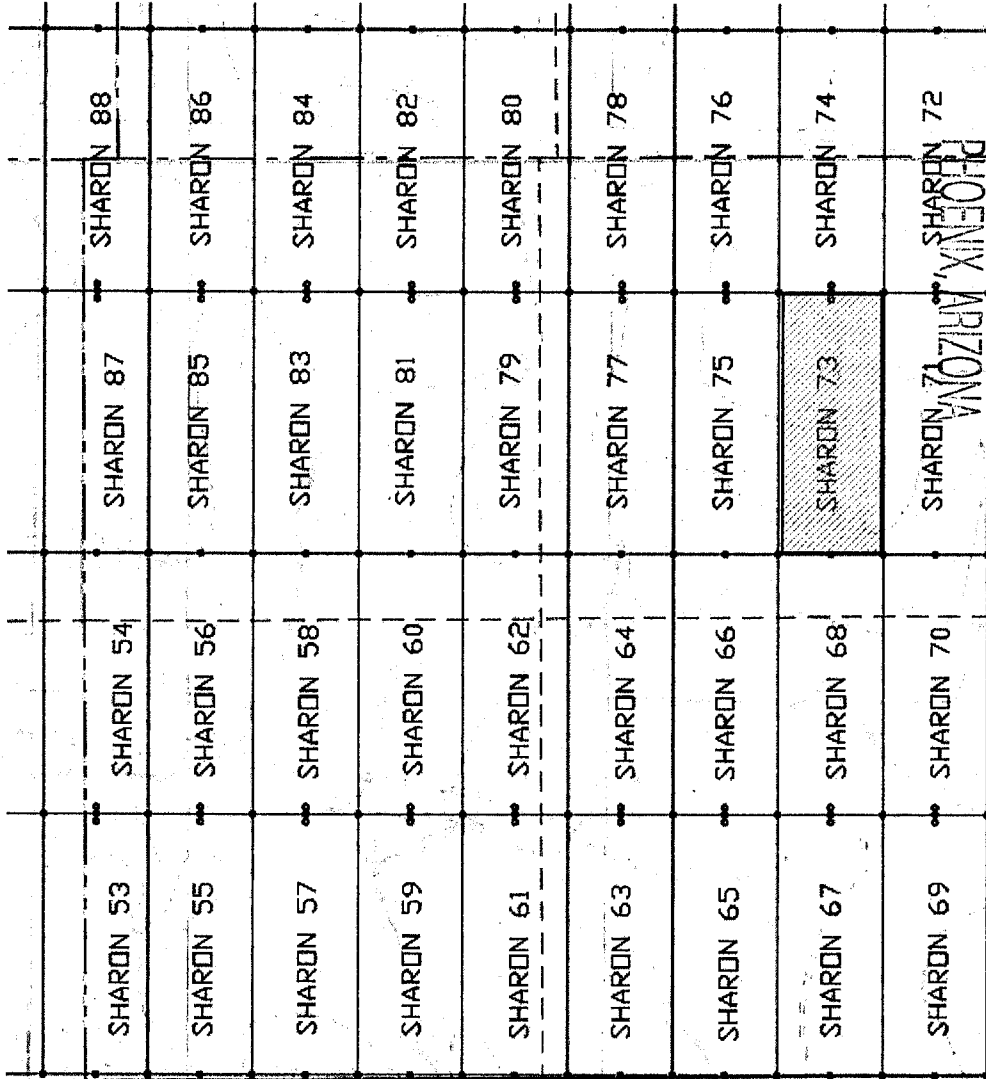 SHARON 88
SHARON 86
SHARON 84
SHARON 82
SHARON 80
SHARON 78
SHARON 76
SHARON 74
SHARON 72
SHARON 87
SHARON 85
SHARON 83
SHARON 81
SHARON 79
SHARON 77
SHARON 75
SHARON 73
SHARON 71
PHOENIX, ARIZONA
SHARON 54
SHARON 56
SHARON 58
SHARON 60
SHARON 62
SHARON 64
SHARON 66
SHARON 68
SHARON 70
SHARON 53
SHARON 55
SHARON 57
SHARON 59
SHARON 61
SHARON 63
SHARON 65
SHARON 67
SHARON 69